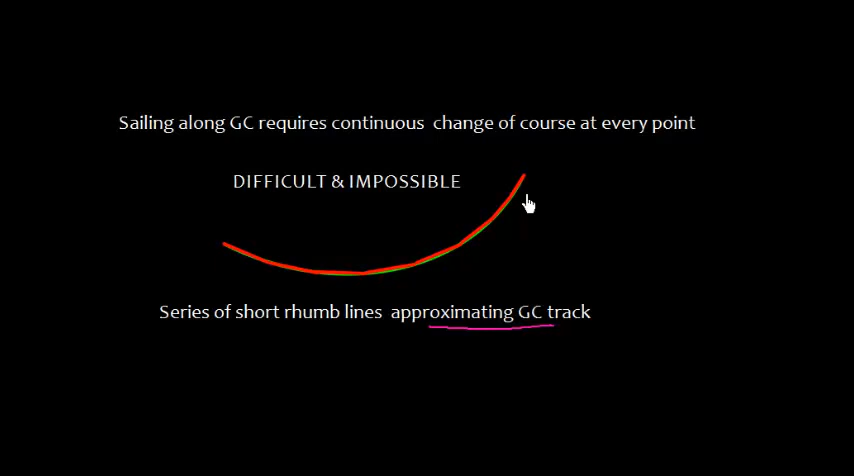 Sailing along GC requires continuous change of course at every point
DIFFICULT & IMPOSSIBLE
Series of short rhumb lines approximating GC track